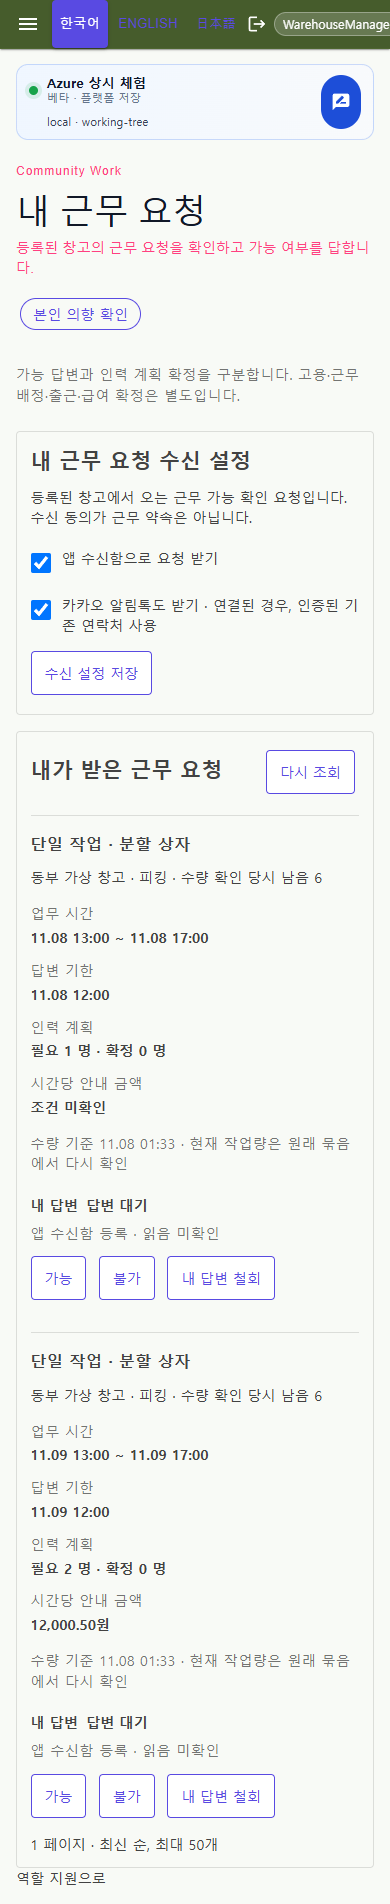 한국어 ENGLISH 日本語 WarehouseManage
Azure 상시 체험
베타 · 플랫폼 저장
local · working-tree
Community Work
내 근무 요청
등록된 창고의 근무 요청을 확인하고 가능 여부를 답합니
다.
본인 의향 확인
가능 답변과 인력 계획 확정을 구분합니다. 고용·근무
배정·출근·급여 확정은 별도입니다.
내 근무 요청 수신 설정
등록된 창고에서 오는 근무 가능 확인 요청입니다.
수신 동의가 근무 약속은 아닙니다.
앱 수신함으로 요청 받기
카카오 알림톡도 받기 · 연결된 경우, 인증된 기
존 연락처 사용
수신 설정 저장
내가 받은 근무 요청 다시 조회
단일 작업 · 분할 상자
동부 가상 창고 · 피킹 · 수량 확인 당시 남음 6
업무 시간
11.08 13:00 ~ 11.08 17:00
답변 기한
11.08 12:00
인력 계획
필요 1 명 · 확정 0 명
시간당 안내 금액
조건 미확인
수량 기준 11.08 01:33 · 현재 작업량은 원래 묶음
에서 다시 확인
내 답변 답변 대기
앱 수신함 등록 · 읽음 미확인
가능 불가 내 답변 철회
단일 작업 · 분할 상자
동부 가상 창고 · 피킹 · 수량 확인 당시 남음 6
업무 시간
11.09 13:00 ~ 11.09 17:00
답변 기한
11.09 12:00
인력 계획
필요 2 명 · 확정 0 명
시간당 안내 금액
12,000.50원
수량 기준 11.08 01:33 · 현재 작업량은 원래 묶음
에서 다시 확인
내 답변 답변 대기
앱 수신함 등록 · 읽음 미확인
가능 불가 내 답변 철회
1 페이지 · 최신 순, 최대 50개
역할 지원으로